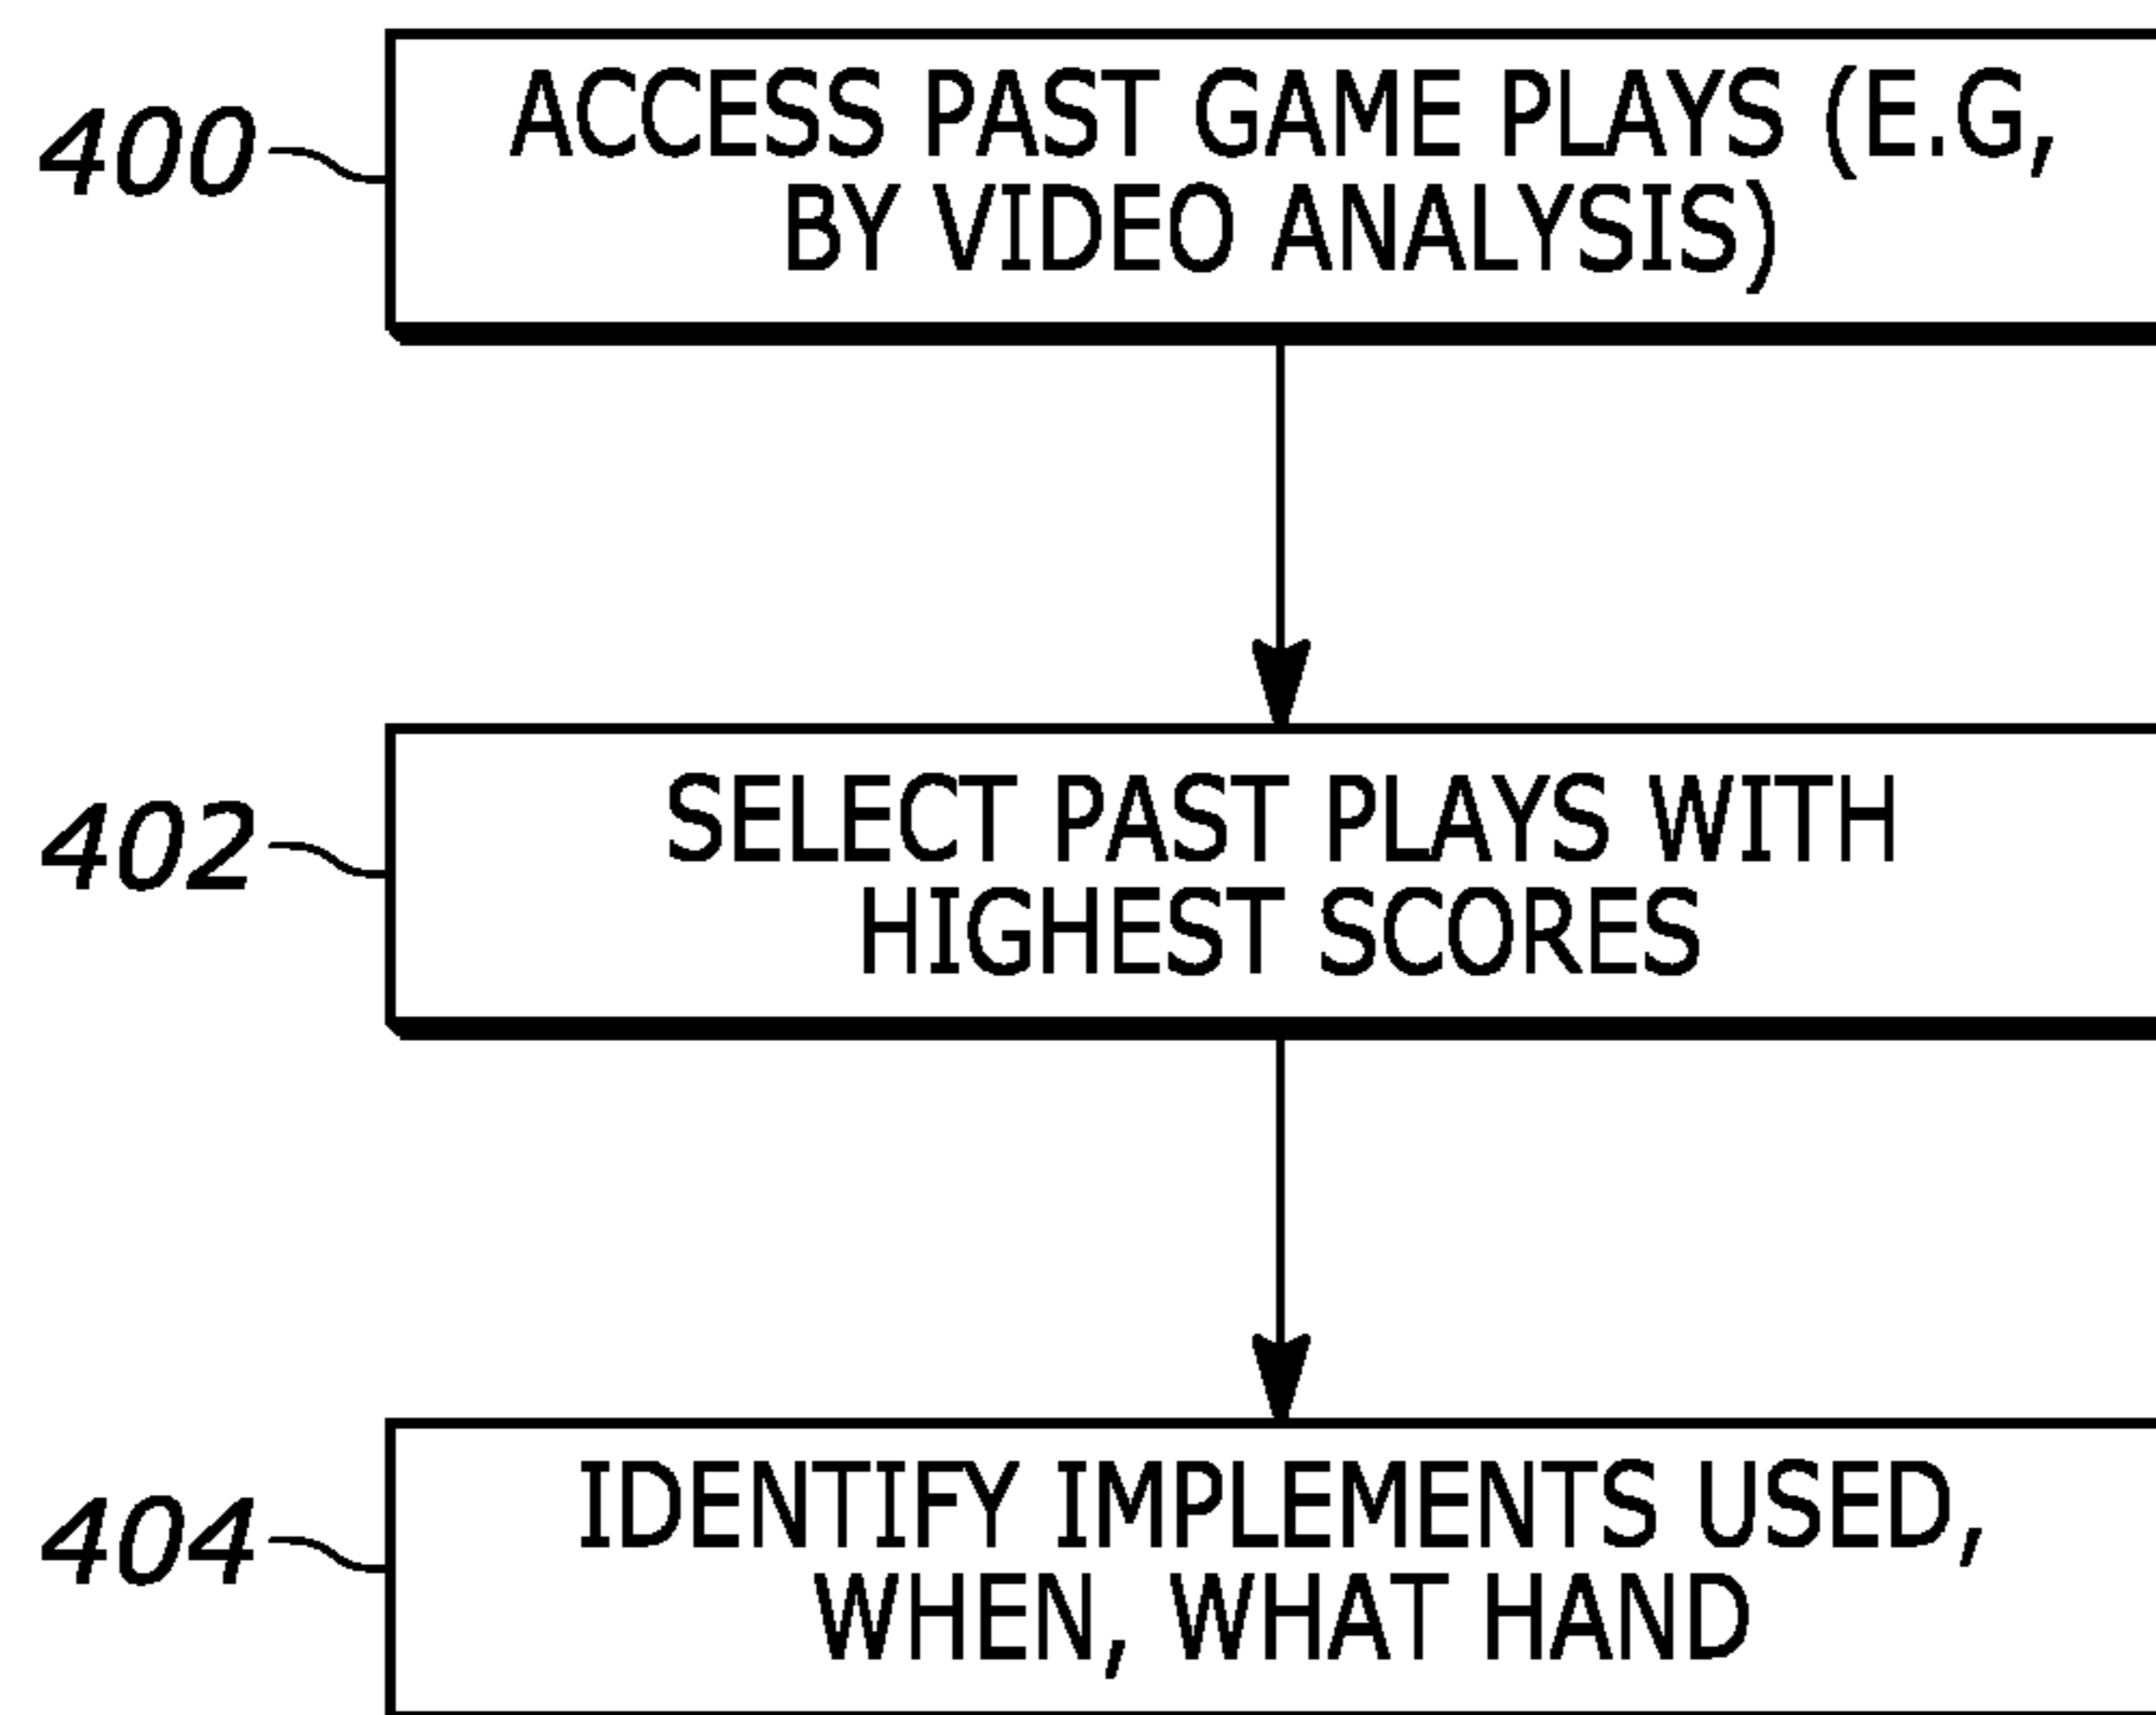 400
ACCESS PAST GAME PLAYS (E.G,
BY VIDEO ANALYSIS)
402
SELECT PAST PLAYS WITH
HIGHEST SCORES
404
IDENTIFY IMPLEMENTS USED,
WHEN, WHAT HAND